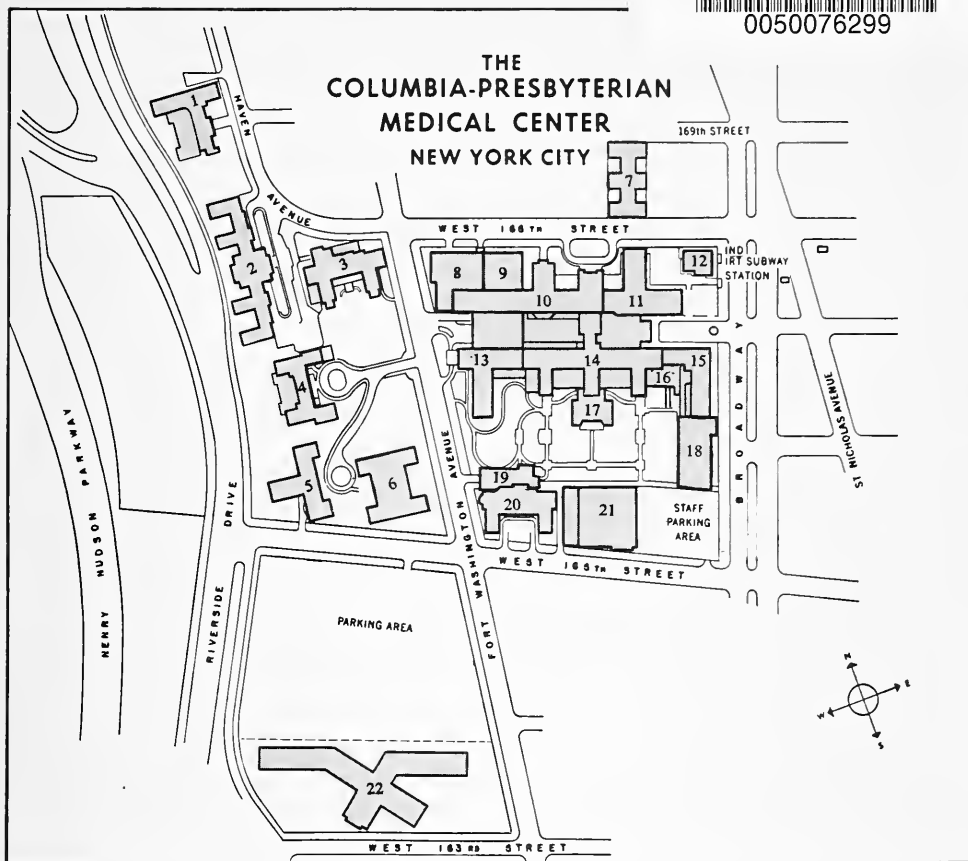 0050076299
THE
COLUMBIA-PRESBYTERIAN
MEDICAL CENTER
NEW YORK CITY
169th STREET
HAVEN
AVENUE
WEST 168TH STREET
IND
IRT SUBWAY
STATION
1
2
3
4
5
6
7
8
9
10
11
12
13
14
15
16
17
18
19
20
21
22
BROADWAY
ST NICHOLAS AVENUE
HENRY HUDSON PARKWAY
RIVERSIDE DRIVE
FORT WASHINGTON AVENUE
STAFF
PARKING
AREA
WEST 165TH STREET
PARKING AREA
WEST 163RD STREET
N
E
W
S